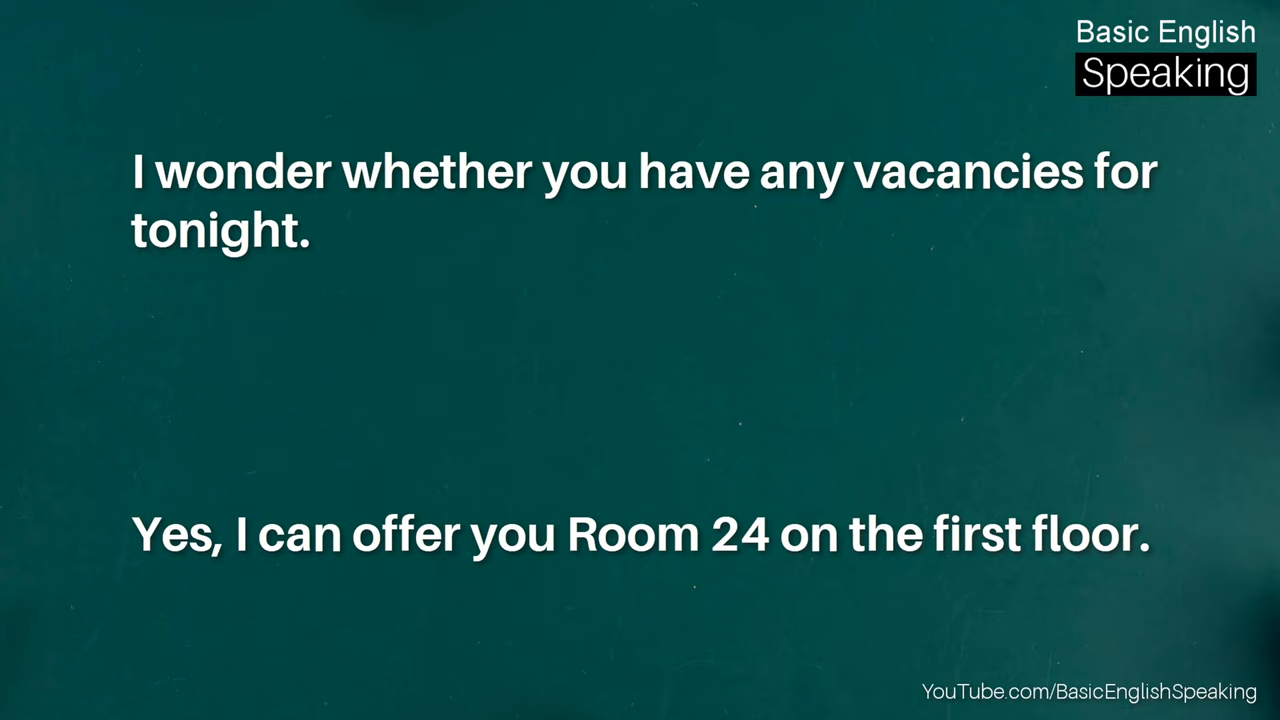 Basic English
Speaking
I wonder whether you have any vacancies for
tonight.
Yes, I can offer you Room 24 on the first floor.
YouTube.com/BasicEnglishSpeaking